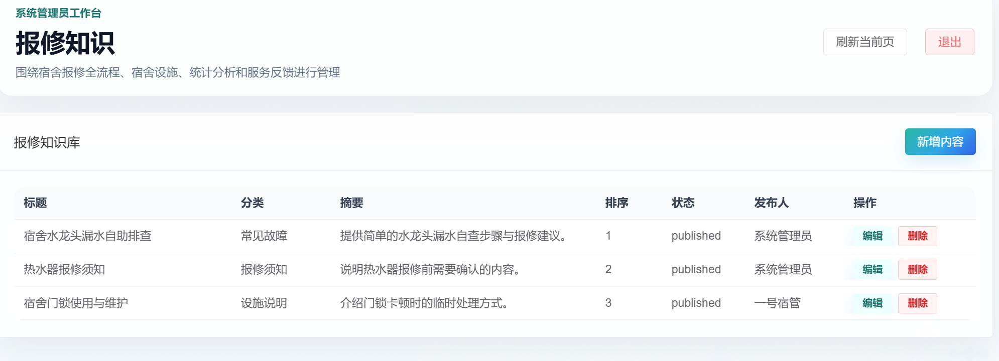 系统管理员工作台
报修知识
刷新当前页 退出
围绕宿舍报修全流程、宿舍设施、统计分析和服务反馈进行管理
报修知识库 新增内容
标题 分类 摘要 排序 状态 发布人 操作
宿舍水龙头漏水自助排查 常见故障 提供简单的水龙头漏水自查步骤与报修建议。 1 published 系统管理员 编辑 删除
热水器报修须知 报修须知 说明热水器报修前需要确认的内容。 2 published 系统管理员 编辑 删除
宿舍门锁使用与维护 设施说明 介绍门锁卡顿时的临时处理方式。 3 published 一号宿管 编辑 删除